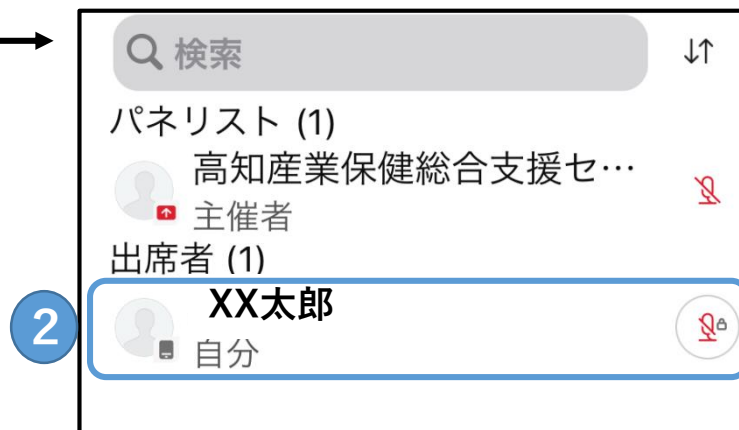 検索
パネリスト (1)
高知産業保健総合支援セ…
主催者
出席者 (1)
2
XX太郎
自分